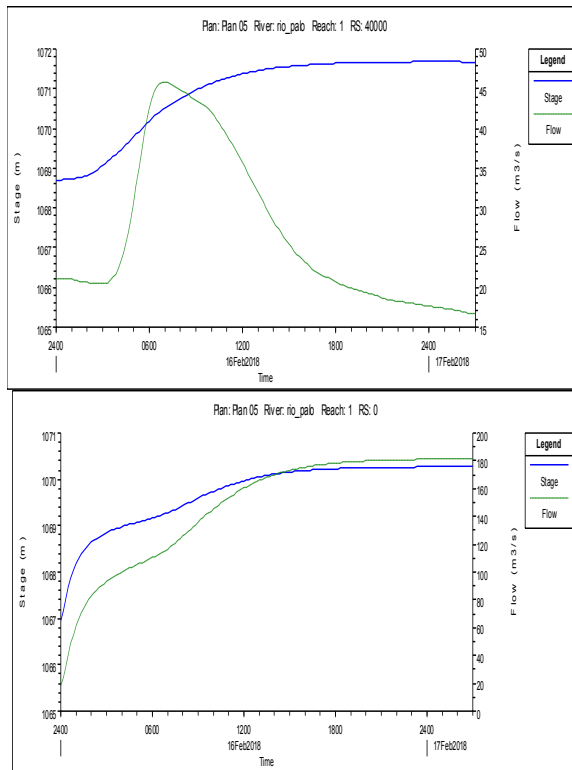 Plan: Plan 05 River: rio_pab Reach: 1 RS: 40000
1072
1071
1070
1069
1068
1067
1066
1065
Stage (m)
50
45
40
35
30
25
20
15
Flow (m3/s)
Legend
Stage
Flow
2400 0600 1200 1800 2400
16Feb2018 17Feb2018
Time
Plan: Plan 05 River: rio_pab Reach: 1 RS: 0
1071
1070
1069
1068
1067
1066
1065
Stage (m)
200
180
160
140
120
100
80
60
40
20
0
Flow (m3/s)
Legend
Stage
Flow
2400 0600 1200 1800 2400
16Feb2018 17Feb2018
Time